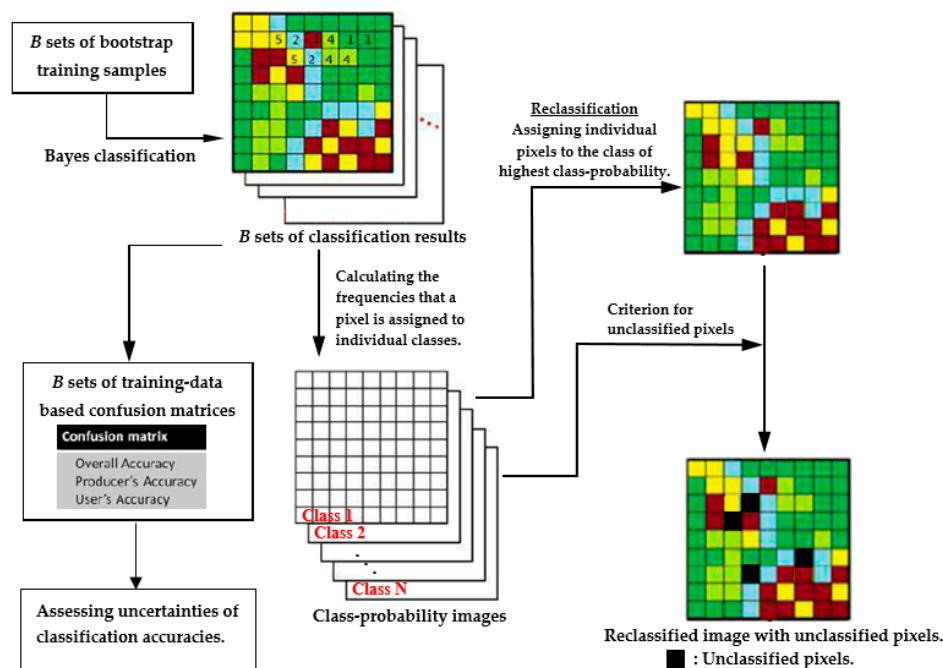 B sets of bootstrap
training samples
Bayes classification
5 2 3 4 1 1
5 2 4 4
B sets of classification results
Reclassification
Assigning individual
pixels to the class of
highest class-probability.
Calculating the
frequencies that a
pixel is assigned to
individual classes.
Criterion for
unclassified pixels
B sets of training-data
based confusion matrices
Confusion matrix
Overall Accuracy
Producer's Accuracy
User's Accuracy
Assessing uncertainties of
classification accuracies.
Class 1
Class 2
Class N
Class-probability images
Reclassified image with unclassified pixels.
: Unclassified pixels.